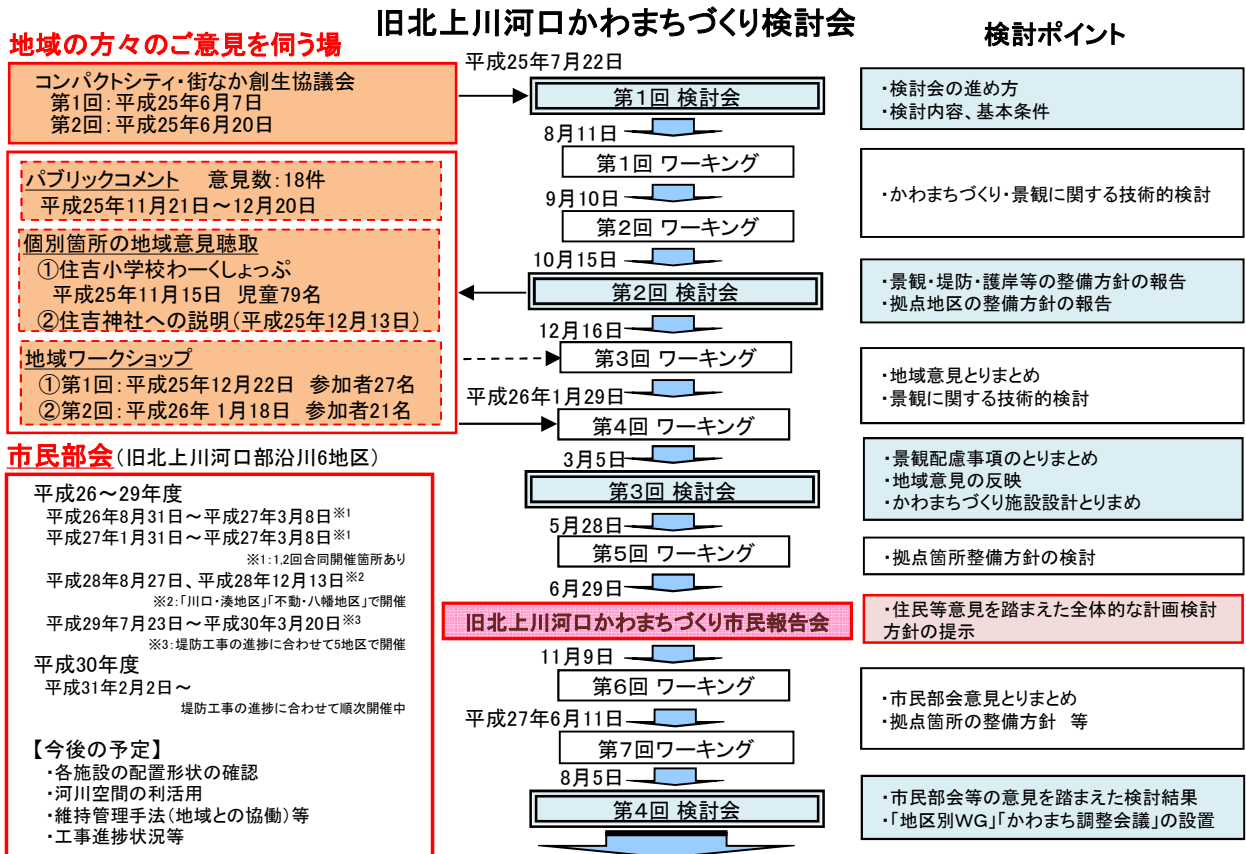 旧北上川河口かわまちづくり検討会
地域の方々のご意見を伺う場
コンパクトシティ・街なか創生協議会
第1回：平成25年6月7日
第2回：平成25年6月20日
パブリックコメント　意見数：18件
平成25年11月21日～12月20日
個別箇所の地域意見聴取
①住吉小学校わーくしょっぷ
平成25年11月15日　児童79名
②住吉神社への説明（平成25年12月13日）
地域ワークショップ
①第1回：平成25年12月22日　参加者27名
②第2回：平成26年 1月18日　参加者21名
市民部会（旧北上川河口部沿川6地区）
平成26～29年度
平成26年8月31日～平成27年3月8日※1
平成27年1月31日～平成27年3月8日※1
※1：1,2回合同開催箇所あり
平成28年8月27日、平成28年12月13日※2
※2：「川口・湊地区」「不動・八幡地区」で開催
平成29年7月23日～平成30年3月20日※3
※3：堤防工事の進捗に合わせて5地区で開催
平成30年度
平成31年2月2日～
堤防工事の進捗に合わせて順次開催中
【今後の予定】
・各施設の配置形状の確認
・河川空間の利活用
・維持管理手法（地域との協働）等
・工事進捗状況等
平成25年7月22日
第1回 検討会
8月11日
第1回 ワーキング
9月10日
第2回 ワーキング
10月15日
第2回 検討会
12月16日
第3回 ワーキング
平成26年1月29日
第4回 ワーキング
3月5日
第3回 検討会
5月28日
第5回 ワーキング
6月29日
旧北上川河口かわまちづくり市民報告会
11月9日
第6回 ワーキング
平成27年6月11日
第7回ワーキング
8月5日
第4回 検討会
検討ポイント
・検討会の進め方
・検討内容、基本条件
・かわまちづくり・景観に関する技術的検討
・景観・堤防・護岸等の整備方針の報告
・拠点地区の整備方針の報告
・地域意見とりまとめ
・景観に関する技術的検討
・景観配慮事項のとりまとめ
・地域意見の反映
・かわまちづくり施設設計とりまめ
・拠点箇所整備方針の検討
・住民等意見を踏まえた全体的な計画検討
方針の提示
・市民部会意見とりまとめ
・拠点箇所の整備方針　等
・市民部会等の意見を踏まえた検討結果
・「地区別WG」「かわまち調整会議」の設置